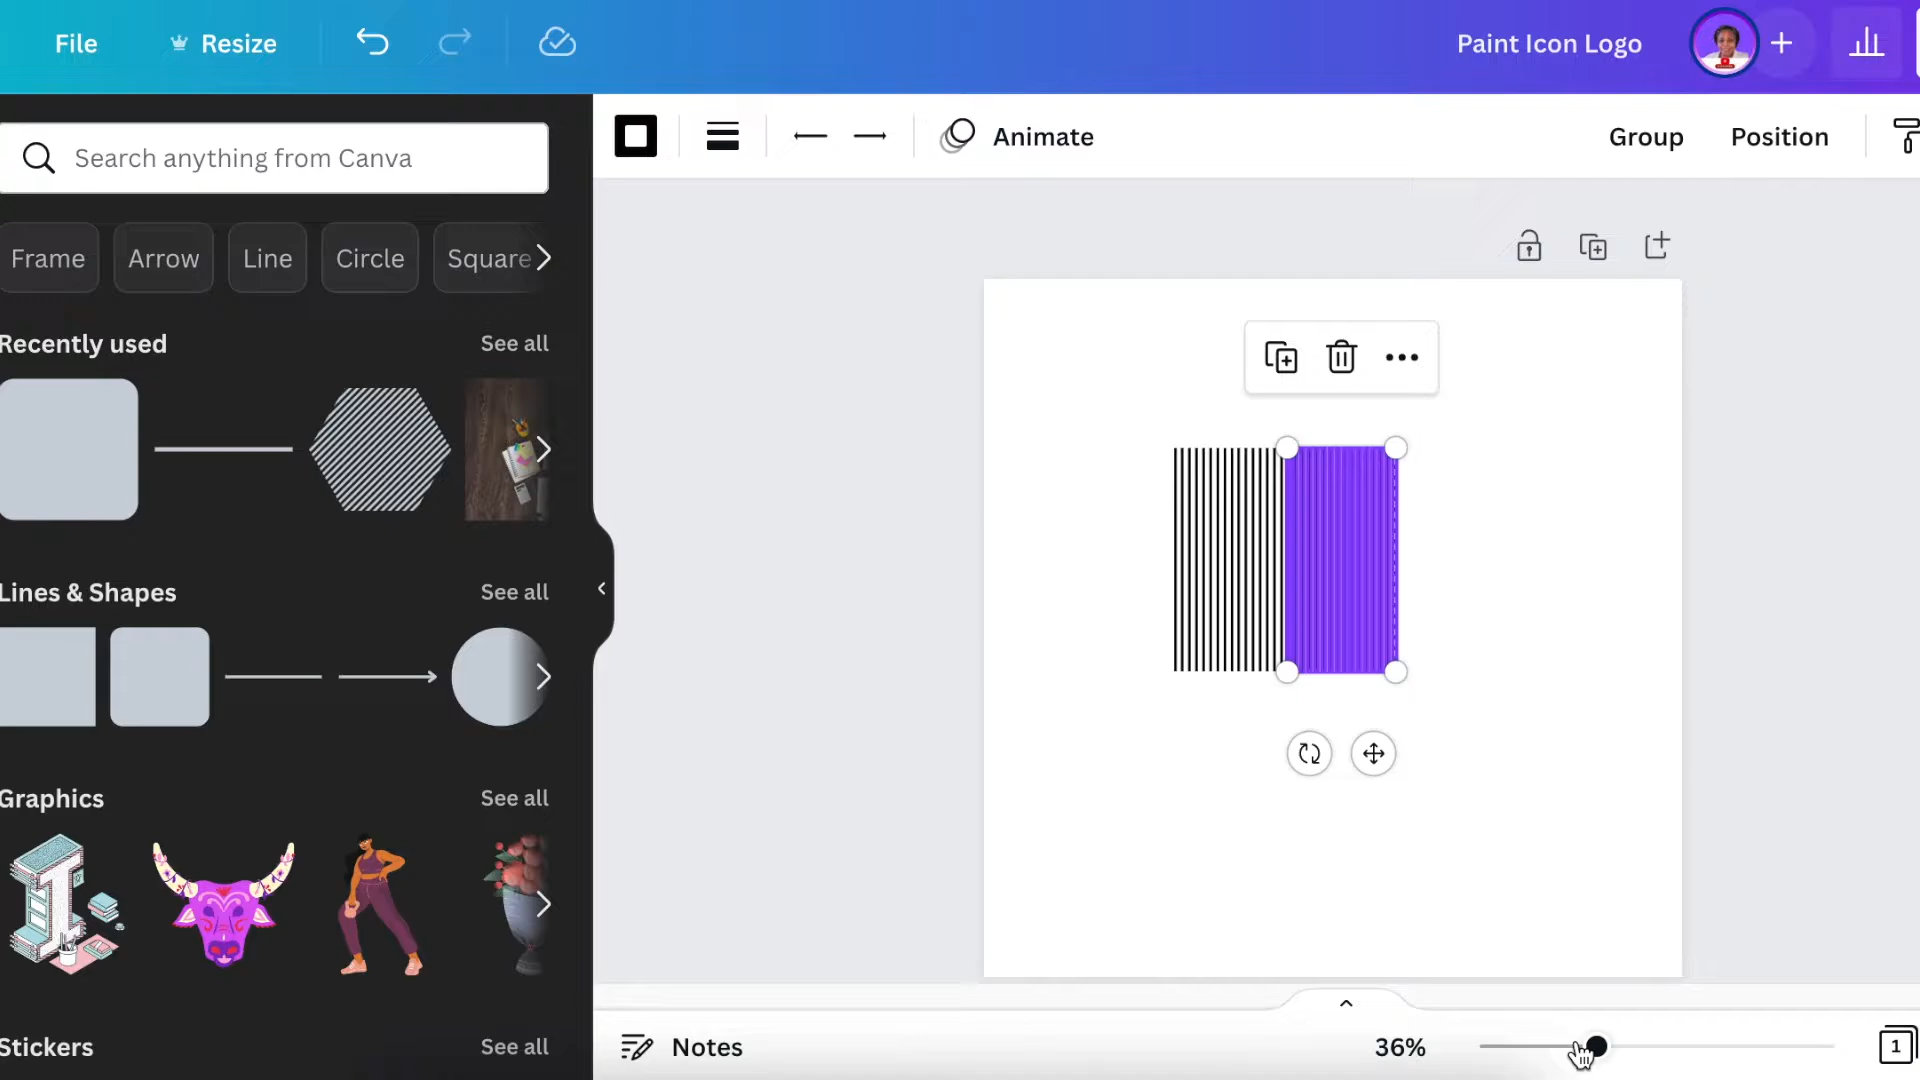 File
Resize
Paint Icon Logo
Search anything from Canva
Animate
Group
Position
Frame
Arrow
Line
Circle
Square
Recently used
See all
Lines & Shapes
See all
Graphics
See all
Stickers
See all
Notes
36%
1